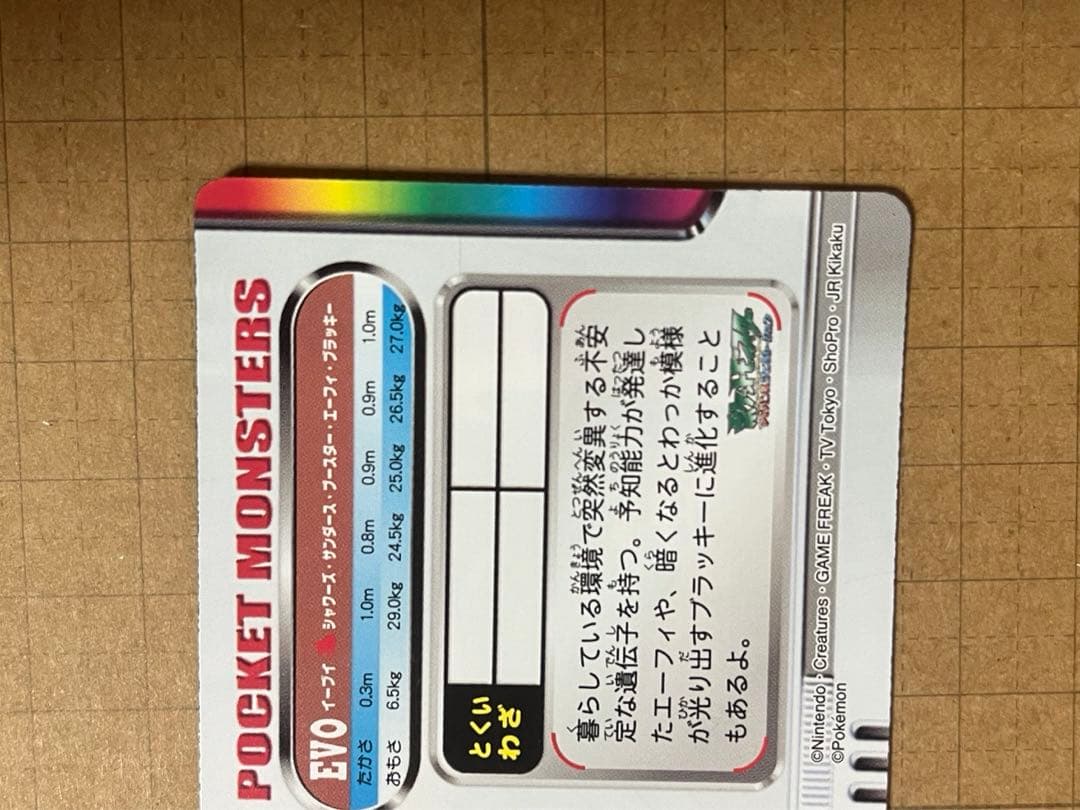 POCKET MONSTERS
EVO イーブイ ▲ シャワーズ・サンダース・ブースター・エーフィ・ブラッキー
たかさ 0.3m 1.0m 0.8m 0.9m 0.9m 1.0m
おもさ 6.5kg 29.0kg 24.5kg 25.0kg 26.5kg 27.0kg
とくい
わざ
暮らしている環境で突然変異する不安
定な遺伝子を持つ。予知能力が発達し
たエーフィや、暗くなるとわっか模様
が光り出すブラッキーに進化すること
もあるよ。
©Nintendo・Creatures・GAME FREAK・TV Tokyo・ShoPro・JR Kikaku
©Pokémon